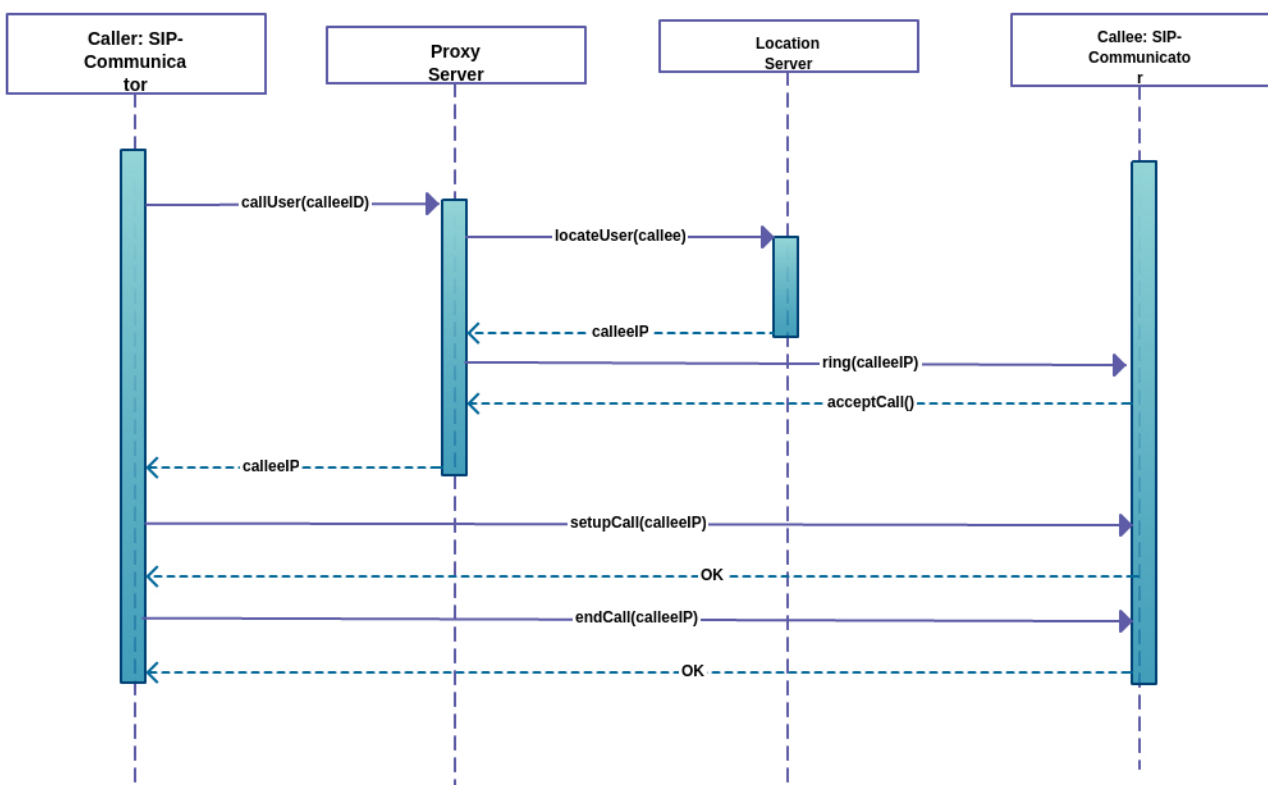 Caller: SIP-
Communica
tor
Proxy
Server
Location
Server
Callee: SIP-
Communicato
r
callUser(calleeID)
locateUser(callee)
calleeIP
ring(calleeIP)
acceptCall()
calleeIP
setupCall(calleeIP)
OK
endCall(calleeIP)
OK